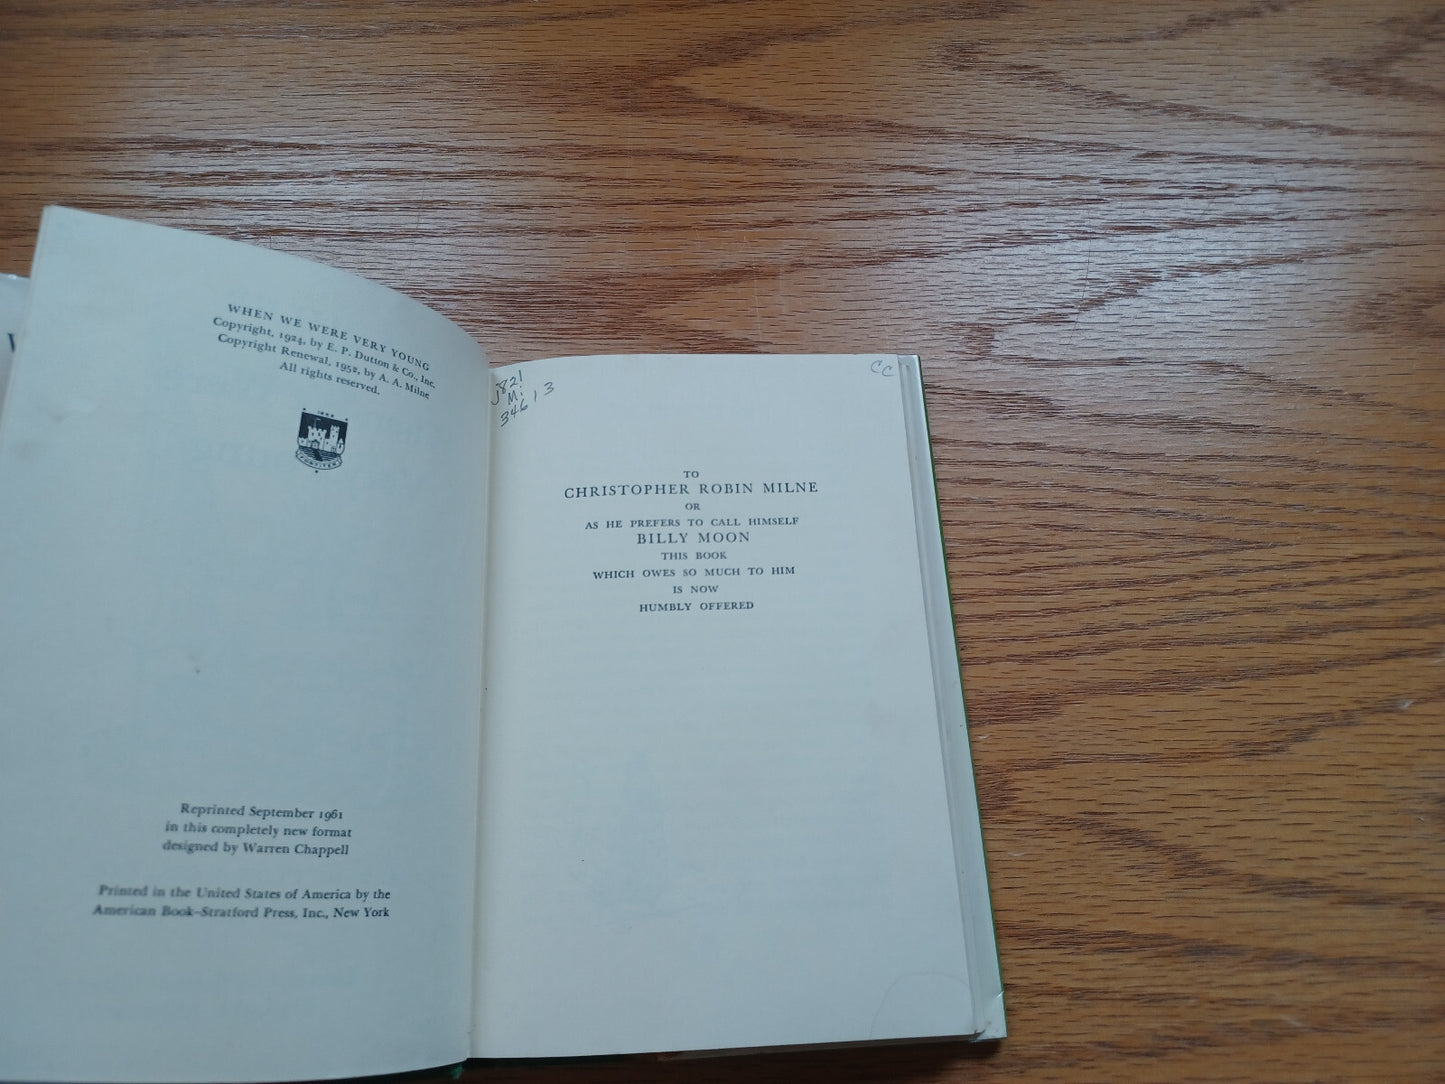 WHEN WE WERE VERY YOUNG
Copyright, 1924, by E. P. Dutton & Co., Inc.
Copyright Renewal, 1952, by A. A. Milne
All rights reserved.
Reprinted September 1961
in this completely new format
designed by Warren Chappell
Printed in the United States of America by the
American Book–Stratford Press, Inc., New York
J821
Mi
34613
CC
TO
CHRISTOPHER ROBIN MILNE
OR
AS HE PREFERS TO CALL HIMSELF
BILLY MOON
THIS BOOK
WHICH OWES SO MUCH TO HIM
IS NOW
HUMBLY OFFERED